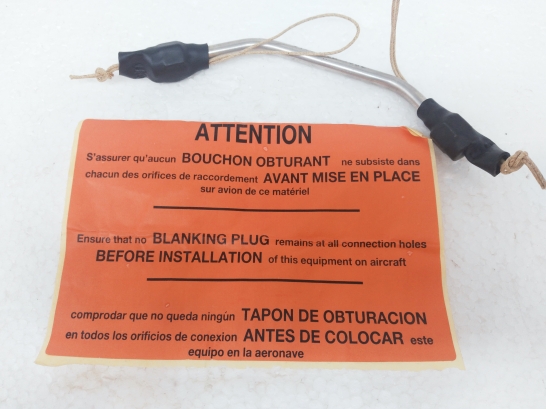 ATTENTION
S'assurer qu'aucun BOUCHON OBTURANT ne subsiste dans
chacun des orifices de raccordement AVANT MISE EN PLACE
sur avion de ce matériel
Ensure that no BLANKING PLUG remains at all connection holes
BEFORE INSTALLATION of this equipment on aircraft
comprodar que no queda ningún TAPON DE OBTURACION
en todos los orificios de conexion ANTES DE COLOCAR este
equipo en la aeronave